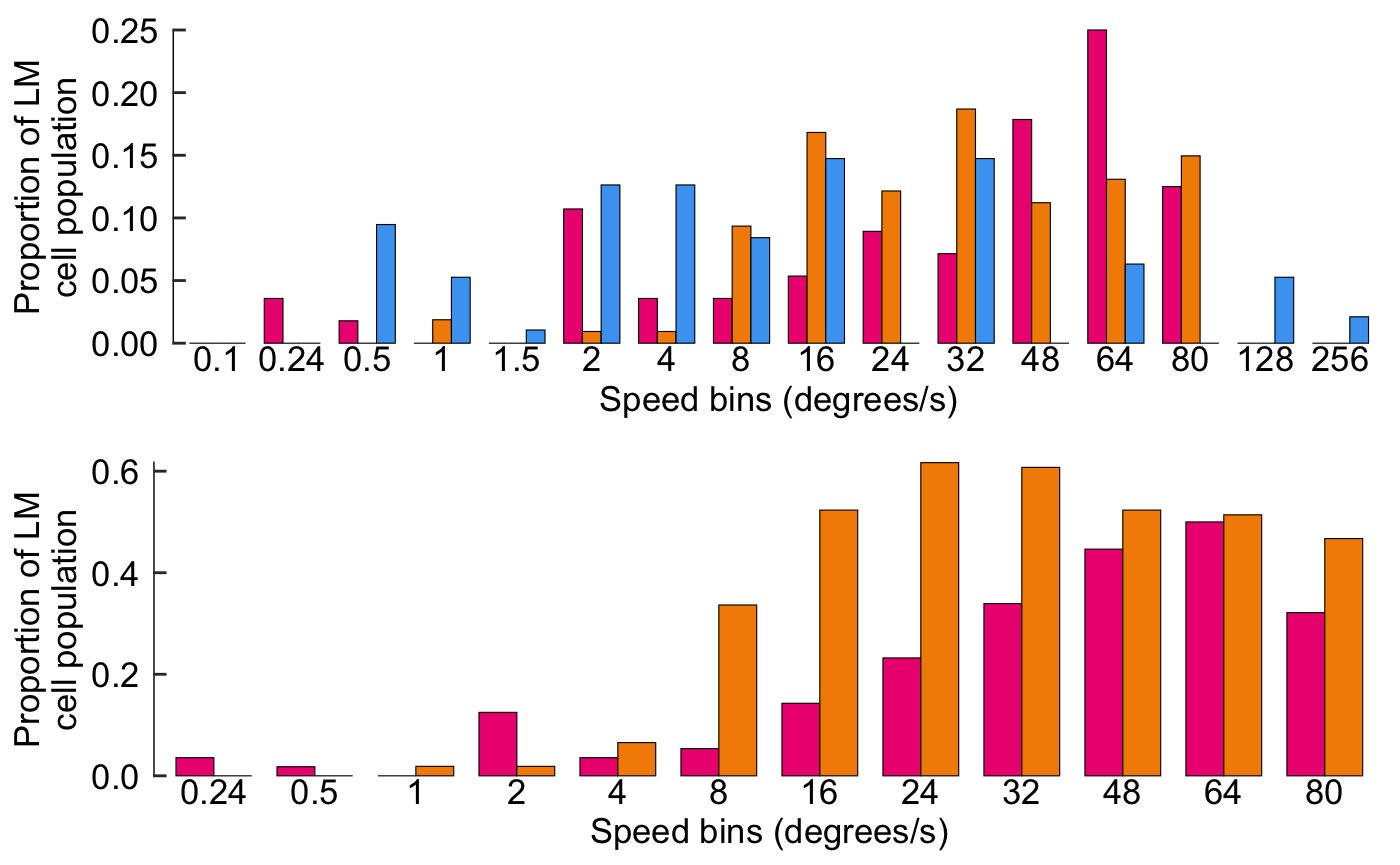 Proportion of LM
cell population
0.25
0.20
0.15
0.10
0.05
0.00
0.1 0.24 0.5 1 1.5 2 4 8 16 24 32 48 64 80 128 256
Speed bins (degrees/s)
Proportion of LM
cell population
0.6
0.4
0.2
0.0
0.24 0.5 1 2 4 8 16 24 32 48 64 80
Speed bins (degrees/s)